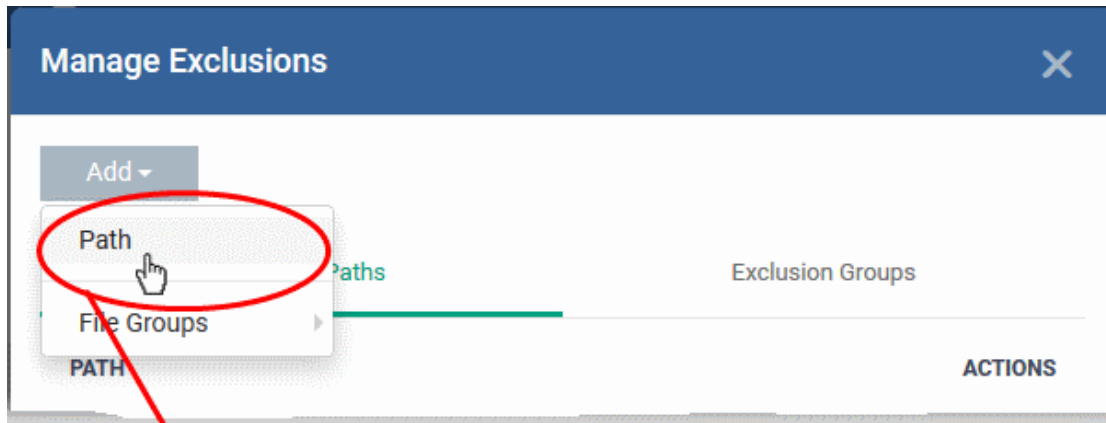 Manage Exclusions
Add
Path
Paths
Exclusion Groups
File Groups
PATH
ACTIONS